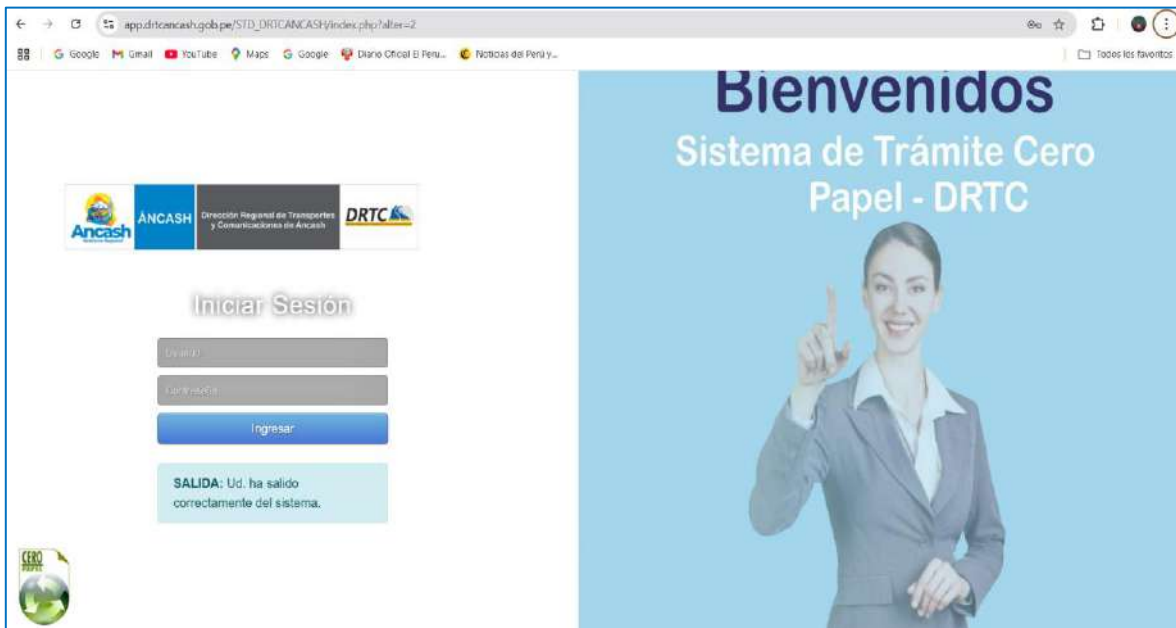 app.drtcancash.gob.pe/STD_DRTCANCASH/index.php?alter=2
Google Gmail YouTube Maps Google Diario Oficial El Peru... Noticias del Perú y... Todos los favoritos
Bienvenidos
Sistema de Trámite Cero
Papel - DRTC
Ancash
ÁNCASH
Dirección Regional de Transportes
y Comunicaciones de Ancash
DRTC
Iniciar Sesión
Usuario
Contraseña
Ingresar
SALIDA: Ud. ha salido
correctamente del sistema.
CERO
PAPEL